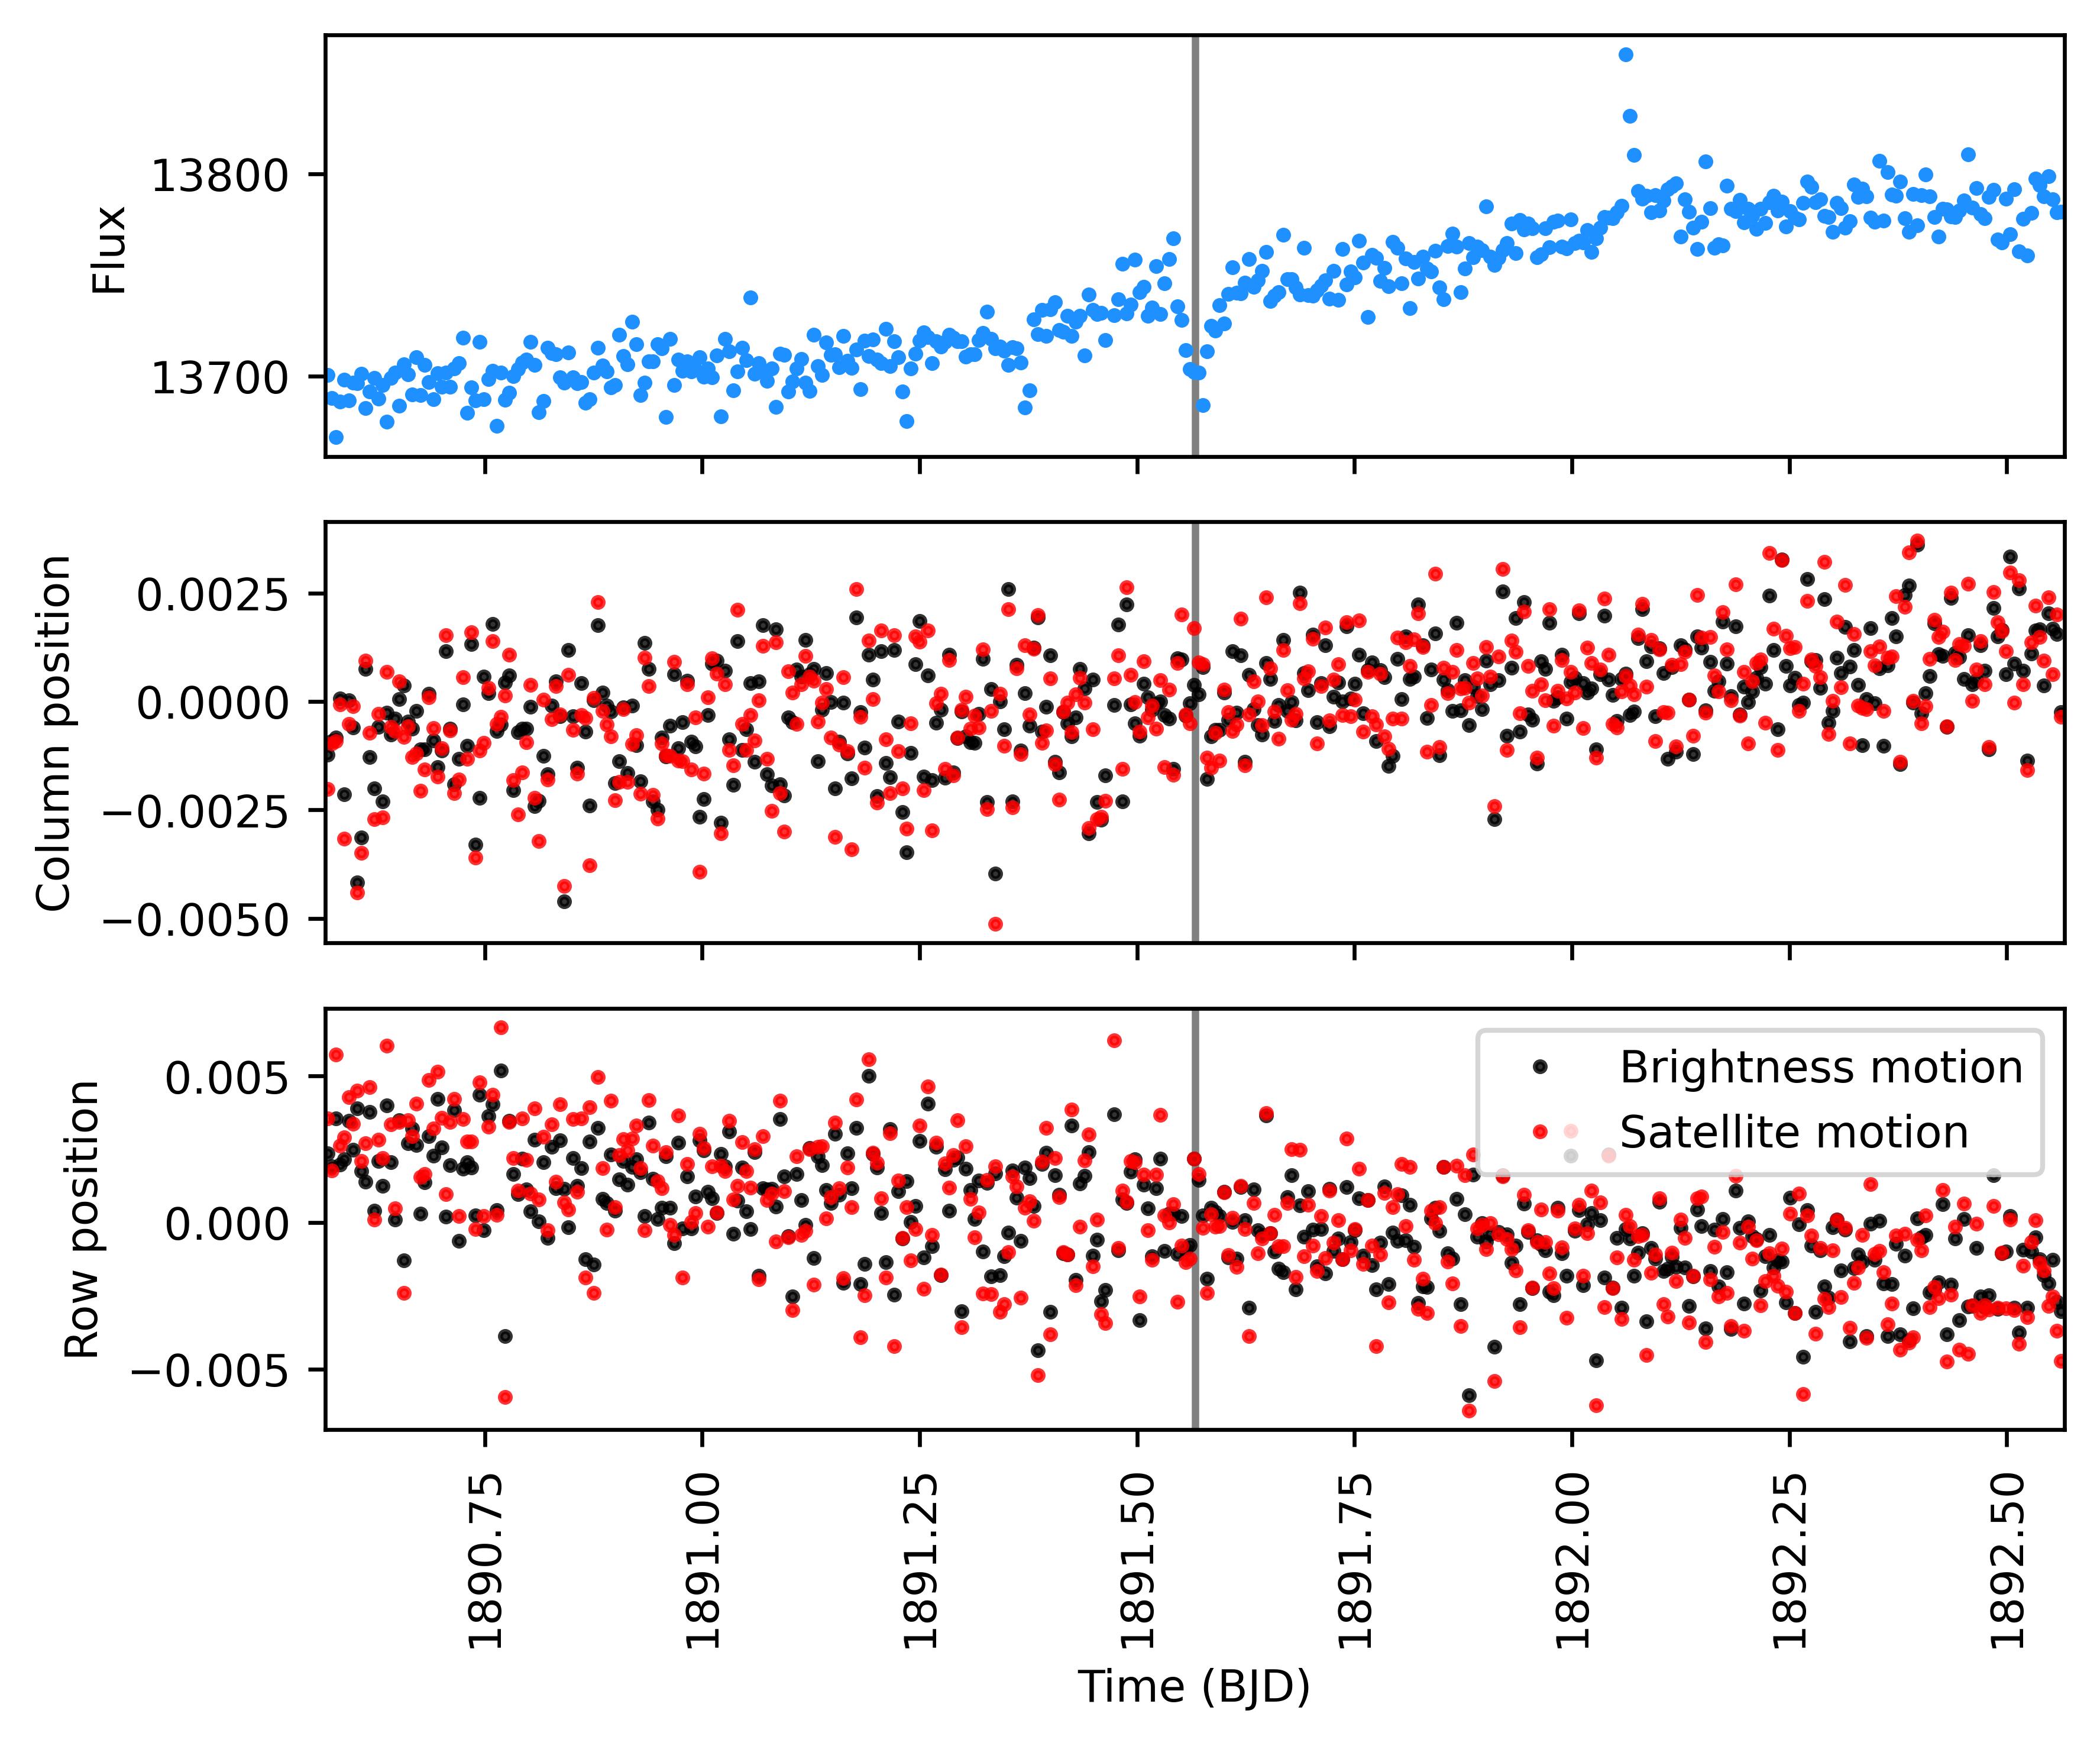 Flux
13800
13700
Column position
0.0025
0.0000
−0.0025
−0.0050
Row position
0.005
0.000
−0.005
Brightness motion
Satellite motion
1890.75
1891.00
1891.25
1891.50
1891.75
1892.00
1892.25
1892.50
Time (BJD)